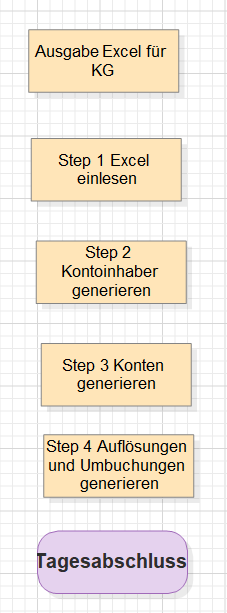 Ausgabe Excel für
KG
Step 1 Excel
einlesen
Step 2
Kontoinhaber
generieren
Step 3 Konten
generieren
Step 4 Auflösungen
und Umbuchungen
generieren
Tagesabschluss